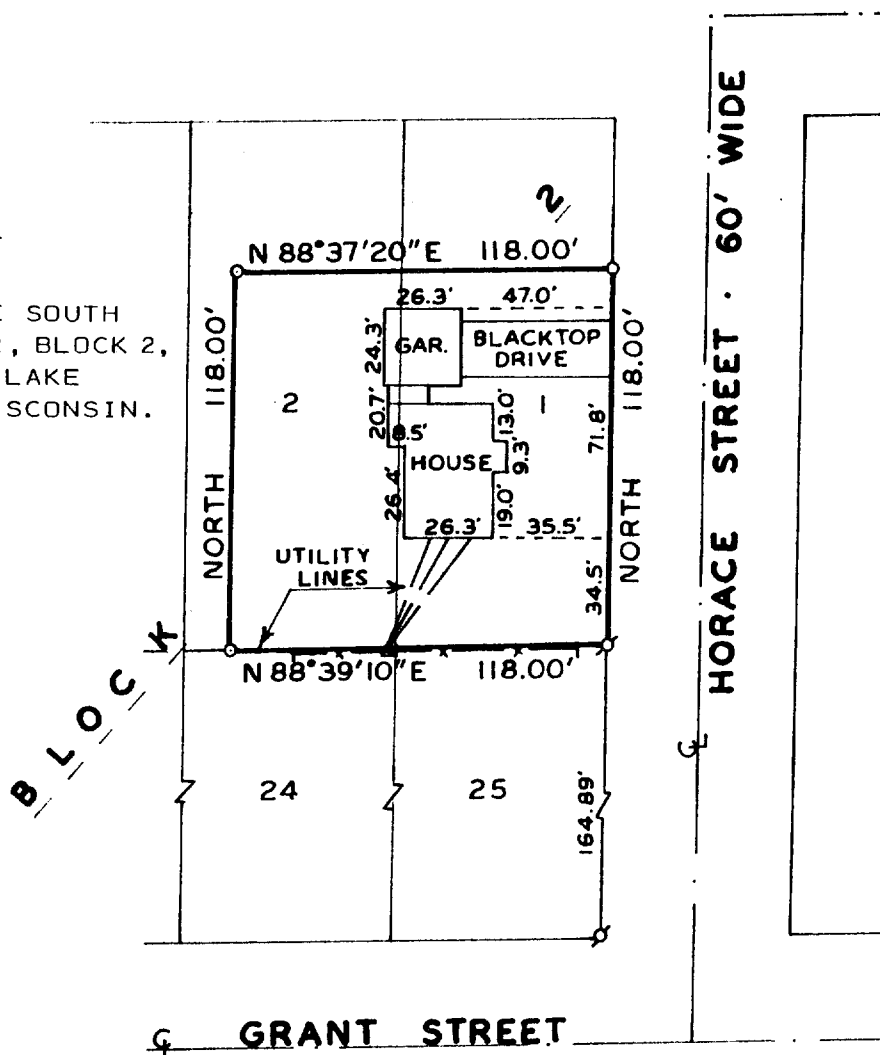 HORACE STREET · 60' WIDE
2
N 88°37'20" E 118.00'
SOUTH
, BLOCK 2,
LAKE
SCONSIN.
NORTH 118.00'
26.3' 47.0'
24.3'
GAR.
BLACKTOP
DRIVE
NORTH 118.00'
2
1
20.7'
8.5'
13.0'
71.8'
HOUSE
9.3'
26.4'
19.0'
26.3' 35.5'
34.5'
UTILITY
LINES
N 88°39'10" E 118.00'
BLOCK
24
25
164.89'
GRANT STREET